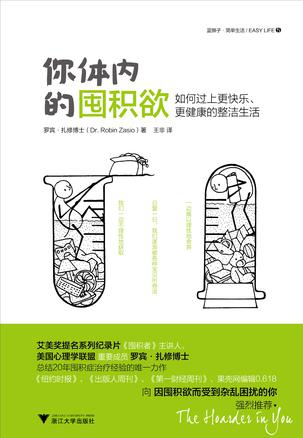 蓝狮子·简单生活/EASY LIFE
你体内
的囤积欲
如何过上更快乐、
更健康的整洁生活
罗宾·扎修博士(Dr. Robin Zasio) 著 王非 译
艾美奖提名系列纪录片《囤积者》主讲人、
美国心理学联盟 重要成员 罗宾·扎修博士
总结20年囤积症治疗经验的唯一力作
《纽约时报》、《出版人周刊》、《第一财经周刊》、果壳网编辑0.618
向 因囤积欲而受到杂乱困扰的你
强烈推荐
The Hoarder in You
浙江大学出版社